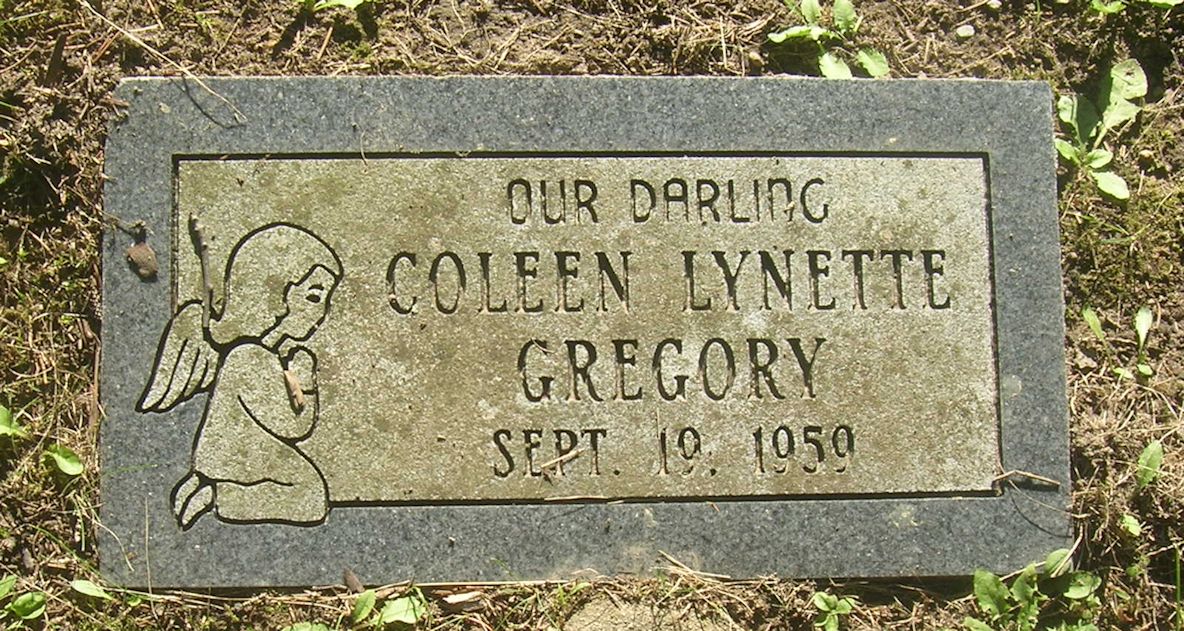 OUR DARLING
COLEEN LYNETTE
GREGORY
SEPT. 19, 1959